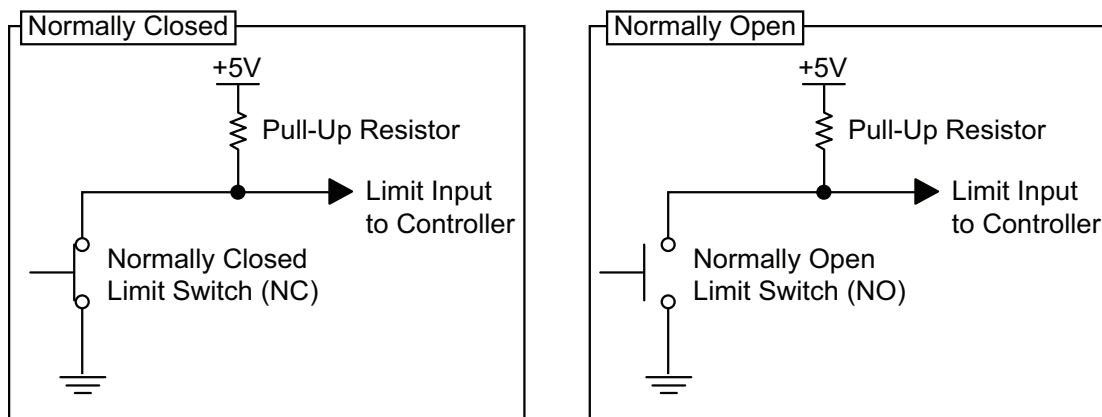 Normally Closed
+5V
Pull-Up Resistor
Limit Input
to Controller
Normally Closed
Limit Switch (NC)
Normally Open
+5V
Pull-Up Resistor
Limit Input
to Controller
Normally Open
Limit Switch (NO)